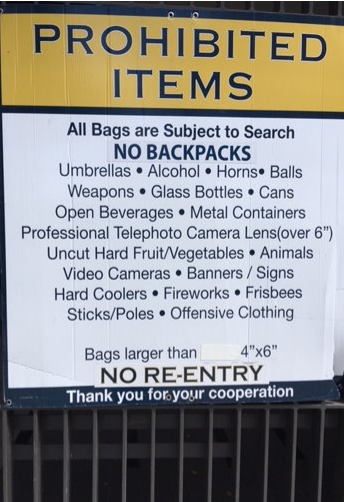 PROHIBITED
ITEMS
All Bags are Subject to Search
NO BACKPACKS
Umbrellas • Alcohol • Horns• Balls
Weapons • Glass Bottles • Cans
Open Beverages • Metal Containers
Professional Telephoto Camera Lens(over 6")
Uncut Hard Fruit/Vegetables • Animals
Video Cameras • Banners / Signs
Hard Coolers • Fireworks • Frisbees
Sticks/Poles • Offensive Clothing
Bags larger than 4"x6"
NO RE-ENTRY
Thank you for your cooperation